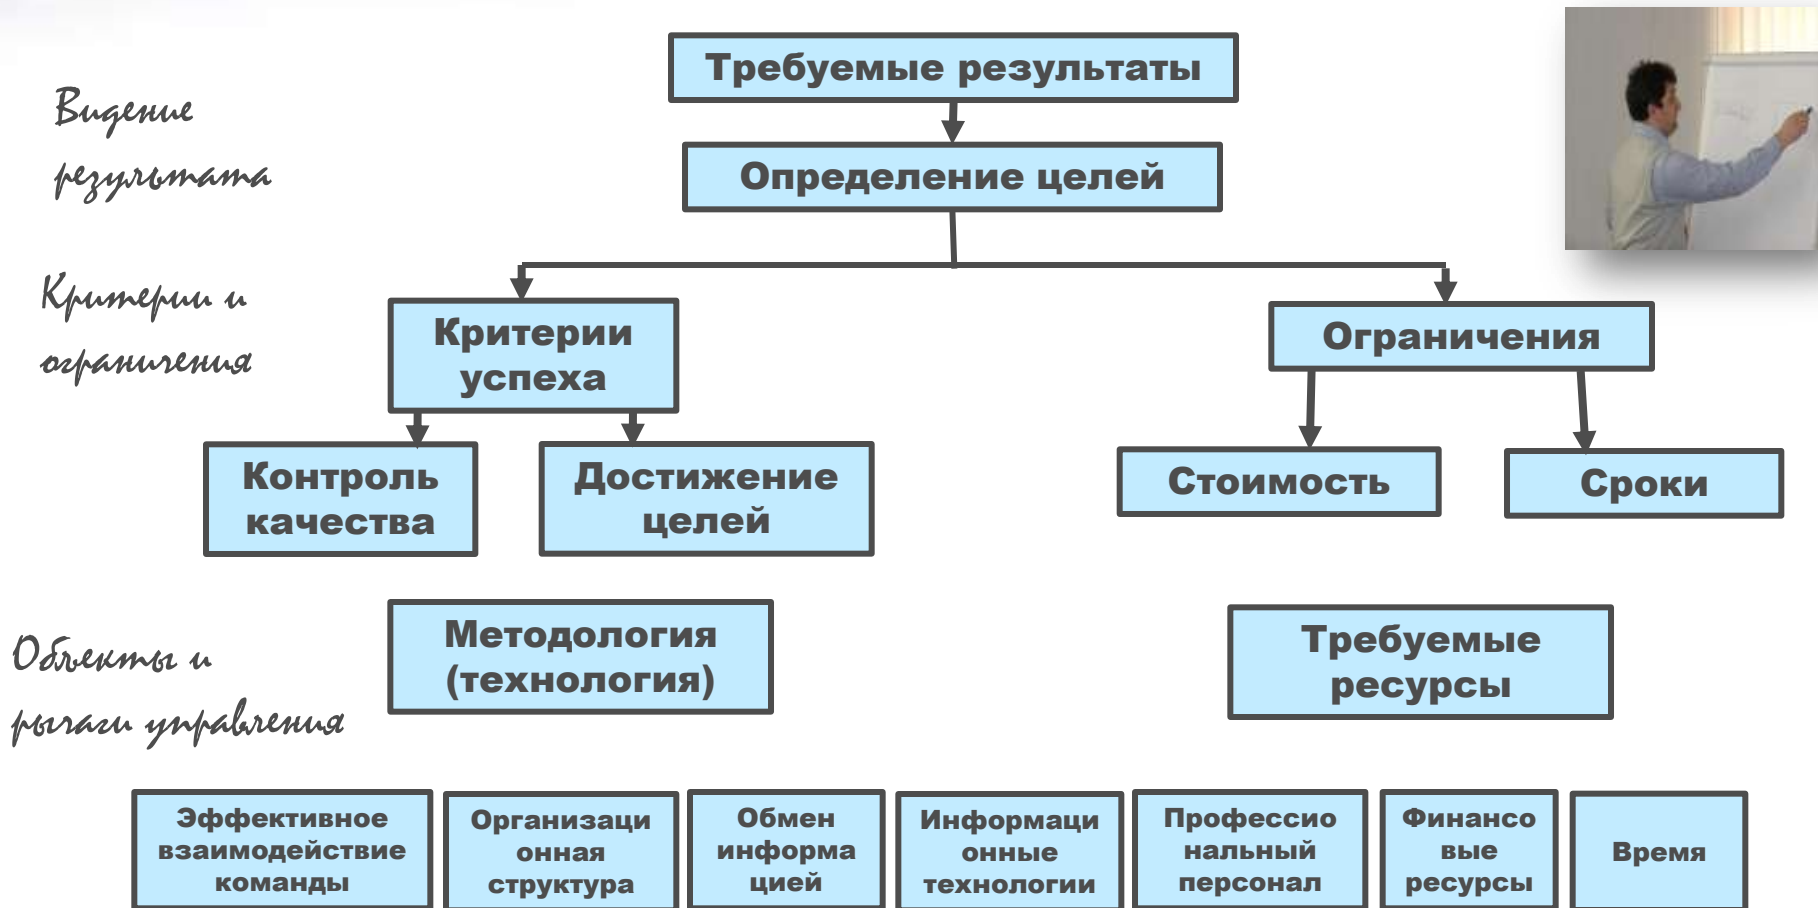 Требуемые результаты
Видение
результата
Определение целей
Критерии и
ограничения
Критерии
успеха
Ограничения
Контроль
качества
Достижение
целей
Стоимость
Сроки
Объекты и
рычаги управления
Методология
(технология)
Требуемые
ресурсы
Эффективное
взаимодействие
команды
Организаци
онная
структура
Обмен
информа
цией
Информаци
онные
технологии
Профессио
нальный
персонал
Финансо
вые
ресурсы
Время